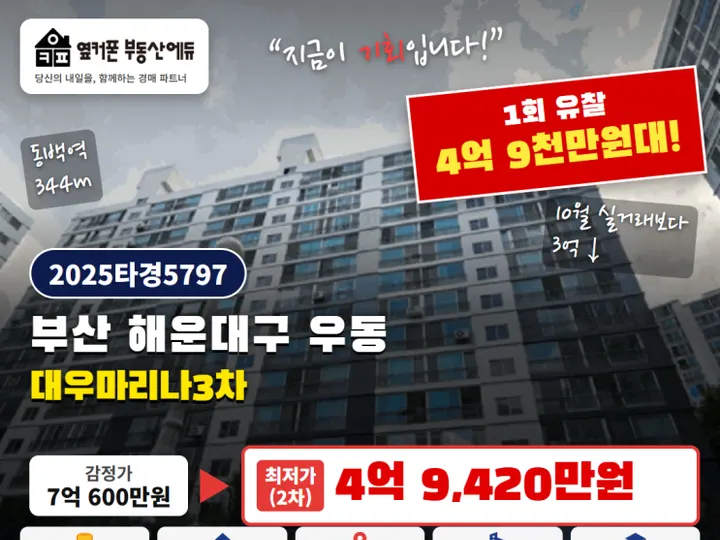 옆커폰 부동산에듀
당신의 내일을, 함께하는 경매 파트너
“지금이 기회입니다!”
1회 유찰
4억 9천만원대!
동백역
344m
10월 실거래보다
3억 ↓
2025타경5797
부산 해운대구 우동
대우마리나3차
감정가
7억 600만원
최저가
(2차)
4억 9,420만원